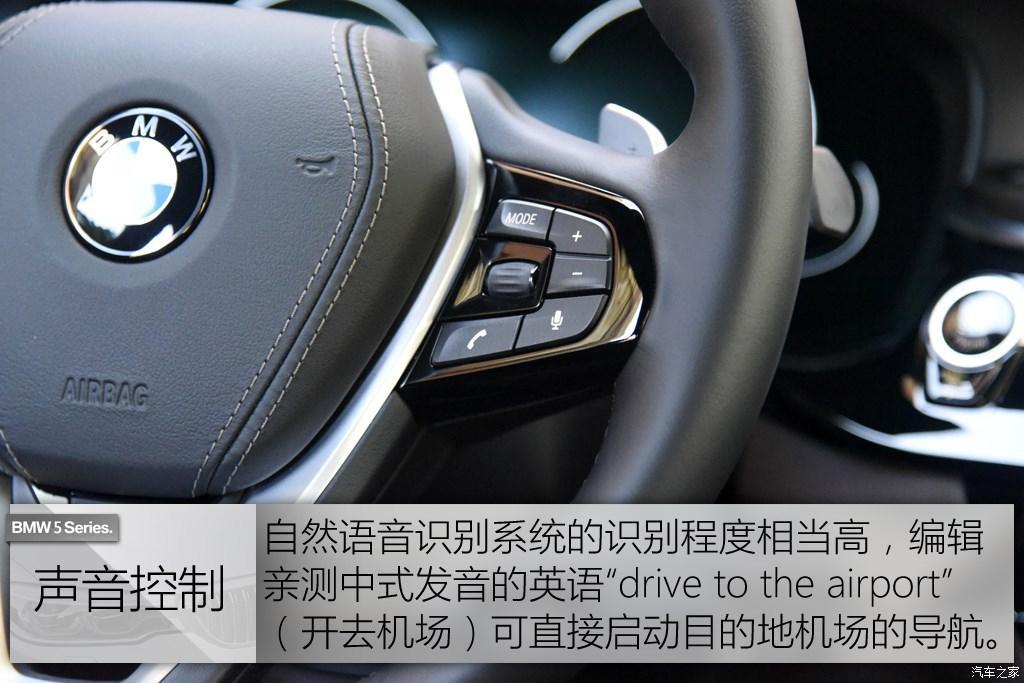 BMW
MODE
+
-
AIRBAG
BMW 5 Series.
声音控制
自然语音识别系统的识别程度相当高，编辑
亲测中式发音的英语“drive to the airport”
（开去机场）可直接启动目的地机场的导航。
汽车之家